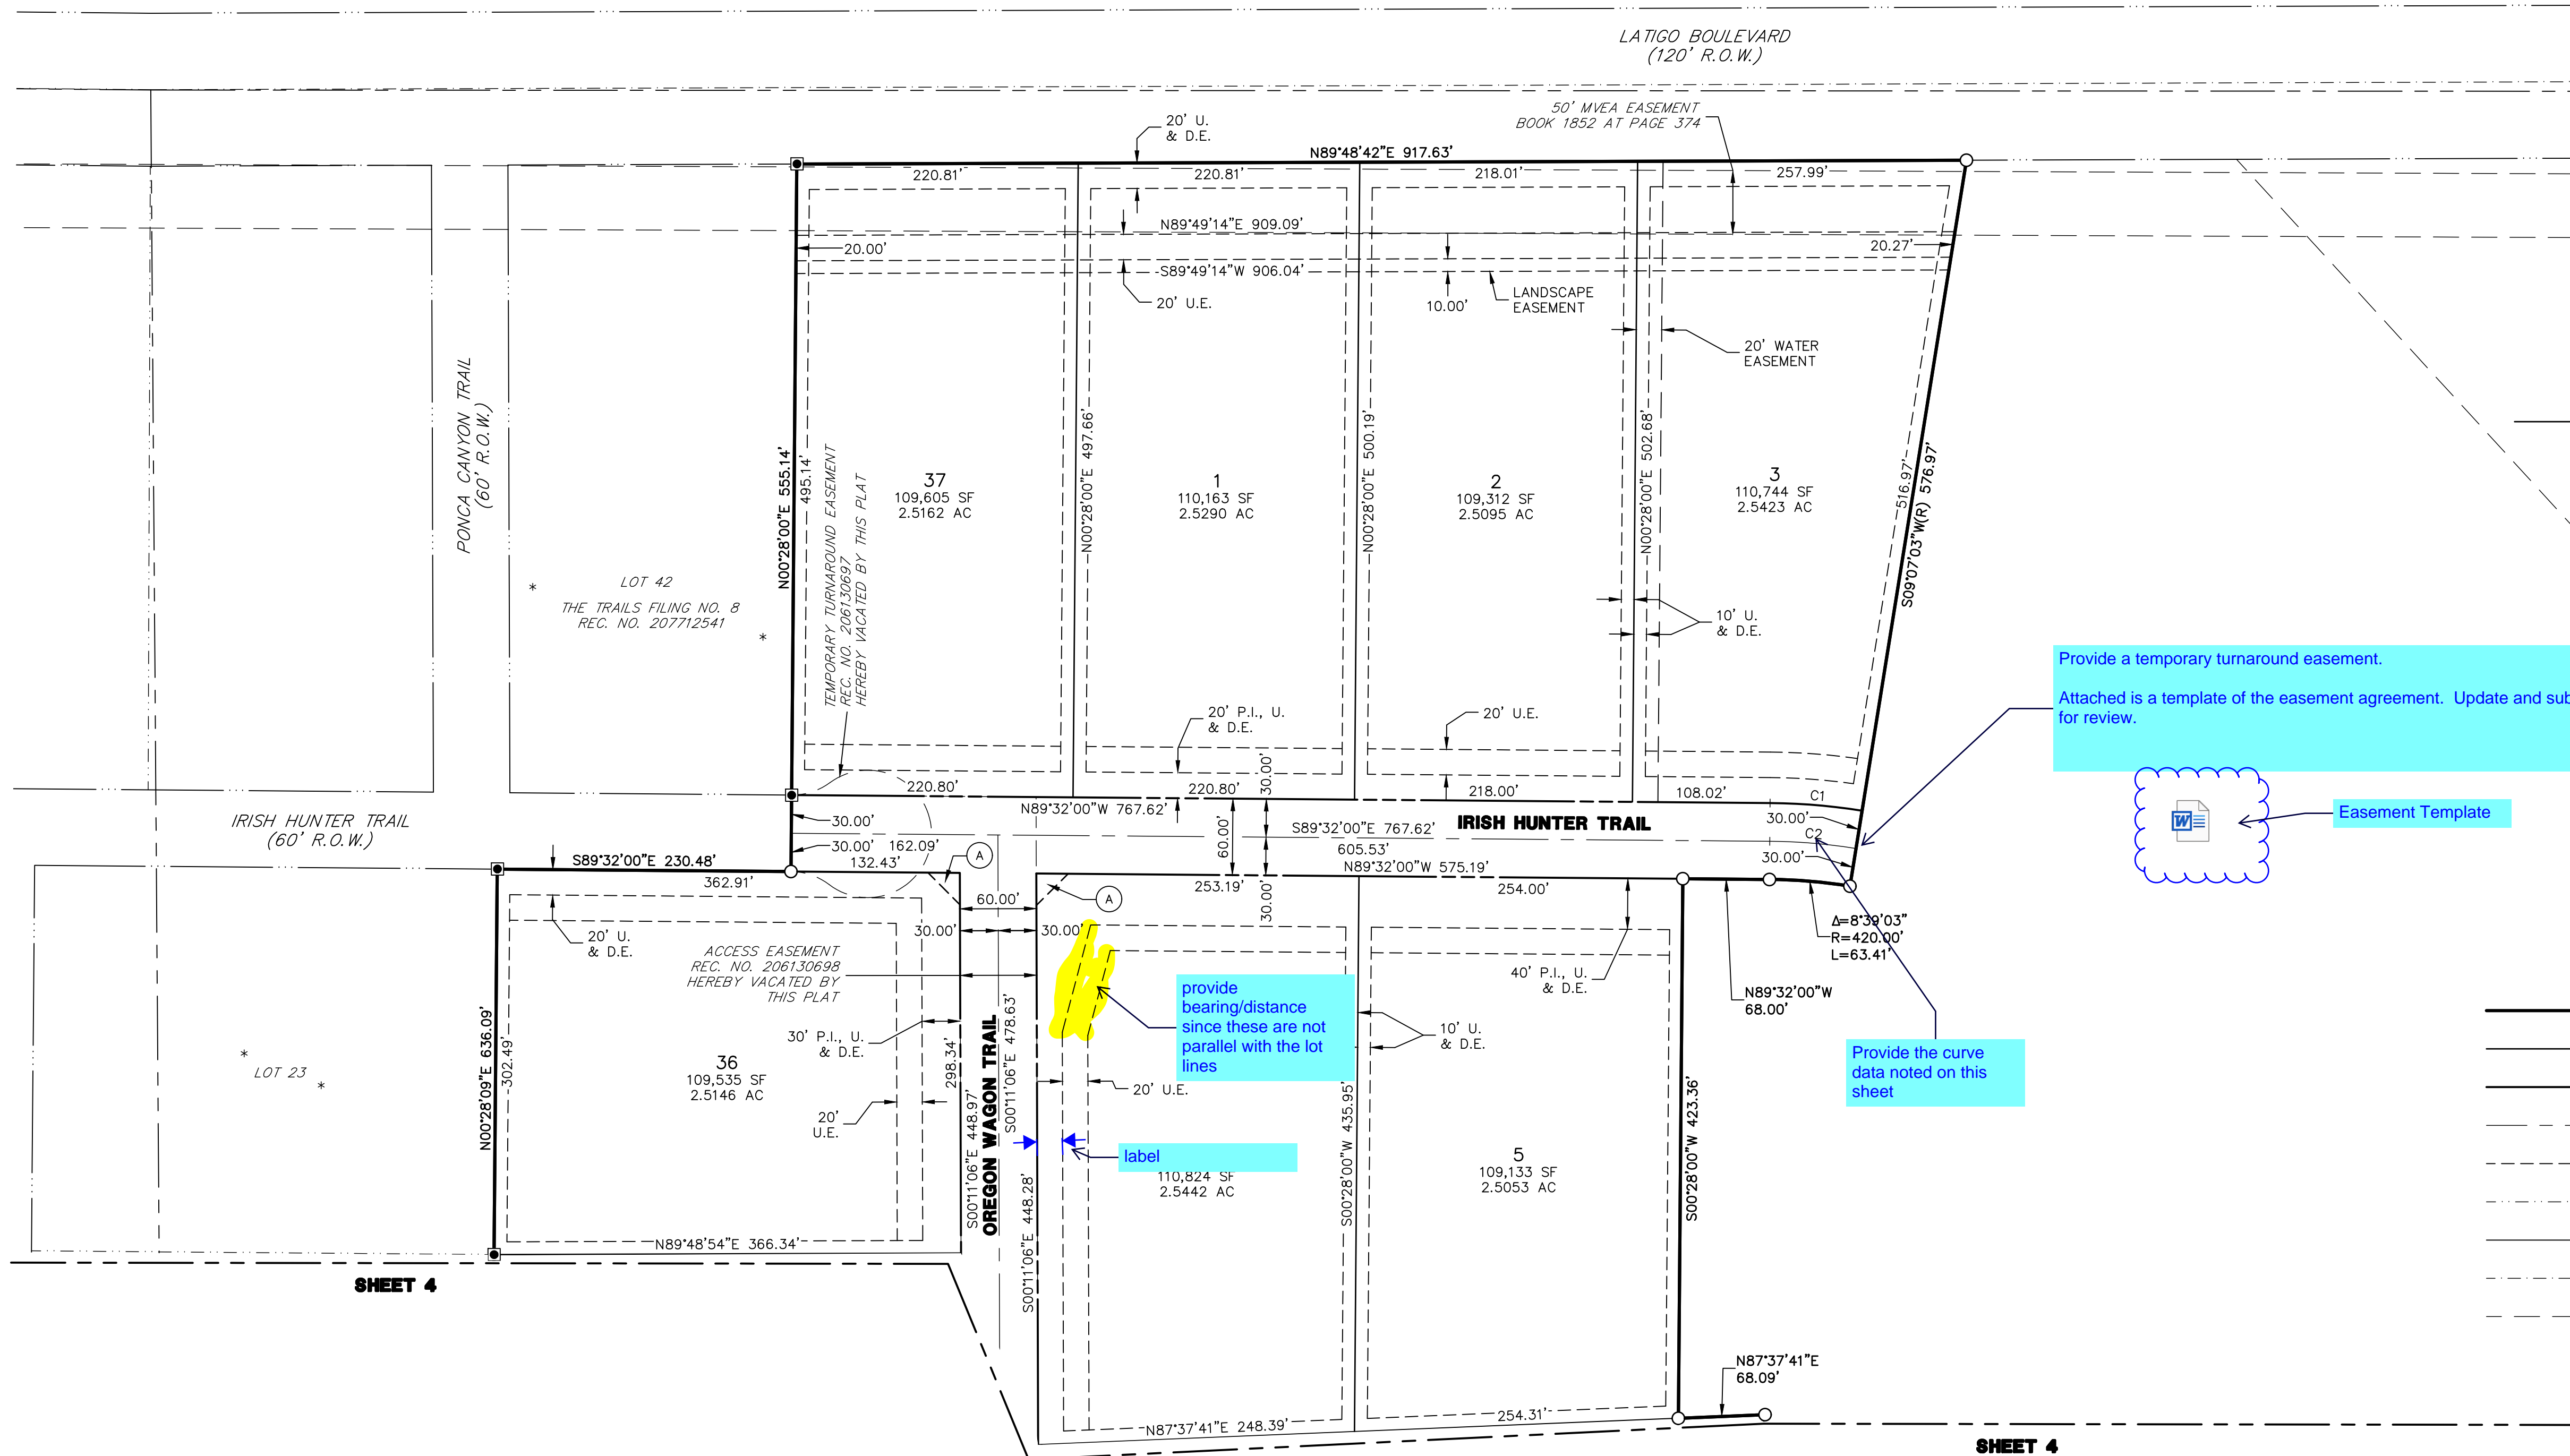 LATIGO BOULEVARD
(120' R.O.W.)
50' MVEA EASEMENT
BOOK 1852 AT PAGE 374
20' U.
& D.E.
N89°48'42"E 917.63'
220.81'
220.81'
218.01'
257.99'
N89°49'14"E 909.09'
20.00'
20.27'
S89°49'14"W 906.04'
20' U.E.
10.00'
LANDSCAPE
EASEMENT
20' WATER
EASEMENT
PONCA CANYON TRAIL
(60' R.O.W.)
N00°28'00"E 555.14'
495.14'
TEMPORARY TURNAROUND EASEMENT
REC. NO. 206130697
HEREBY VACATED BY THIS PLAT
37
109,605 SF
2.5162 AC
N00°28'00"E 497.66'
1
110,163 SF
2.5290 AC
N00°28'00"E 500.19'
2
109,312 SF
2.5095 AC
N00°28'00"E 502.68'
3
110,744 SF
2.5423 AC
516.97'
S09°07'03"W(R) 576.97'
*
LOT 42
THE TRAILS FILING NO. 8
REC. NO. 207712541
*
10' U.
& D.E.
Provide a temporary turnaround easement.
Attached is a template of the easement agreement. Update and sub
for review.
W
Easement Template
20' P.I., U.
& D.E.
20' U.E.
220.80'
220.80'
30.00'
218.00'
108.02'
C1
N89°32'00"W 767.62'
IRISH HUNTER TRAIL
(60' R.O.W.)
30.00'
60.00'
S89°32'00"E 767.62'
IRISH HUNTER TRAIL
30.00'
C2
30.00'
162.09'
605.53'
30.00'
S89°32'00"E 230.48'
132.43'
A
N89°32'00"W 575.19'
362.91'
253.19'
254.00'
60.00'
A
30.00'
30.00'
30.00'
20' U.
& D.E.
ACCESS EASEMENT
REC. NO. 206130698
HEREBY VACATED BY
THIS PLAT
Δ=8°39'03"
R=420.00'
L=63.41'
40' P.I., U.
& D.E.
N89°32'00"W
68.00'
provide
bearing/distance
since these are not
parallel with the lot
lines
10' U.
& D.E.
Provide the curve
data noted on this
sheet
30' P.I., U.
& D.E.
N00°28'09"E 636.09'
302.49'
*
LOT 23
*
36
109,535 SF
2.5146 AC
298.34'
S00°11'06"E 448.97'
OREGON WAGON TRAIL
S00°11'06"E 478.63'
20' U.E.
20'
U.E.
label
110,824 SF
2.5442 AC
S00°28'00"W 435.95'
5
109,133 SF
2.5053 AC
S00°28'00"W 423.36'
S00°11'06"E 448.28'
N89°48'54"E 366.34'
SHEET 4
N87°37'41"E
68.09'
N87°37'41"E 248.39'
254.31'
SHEET 4